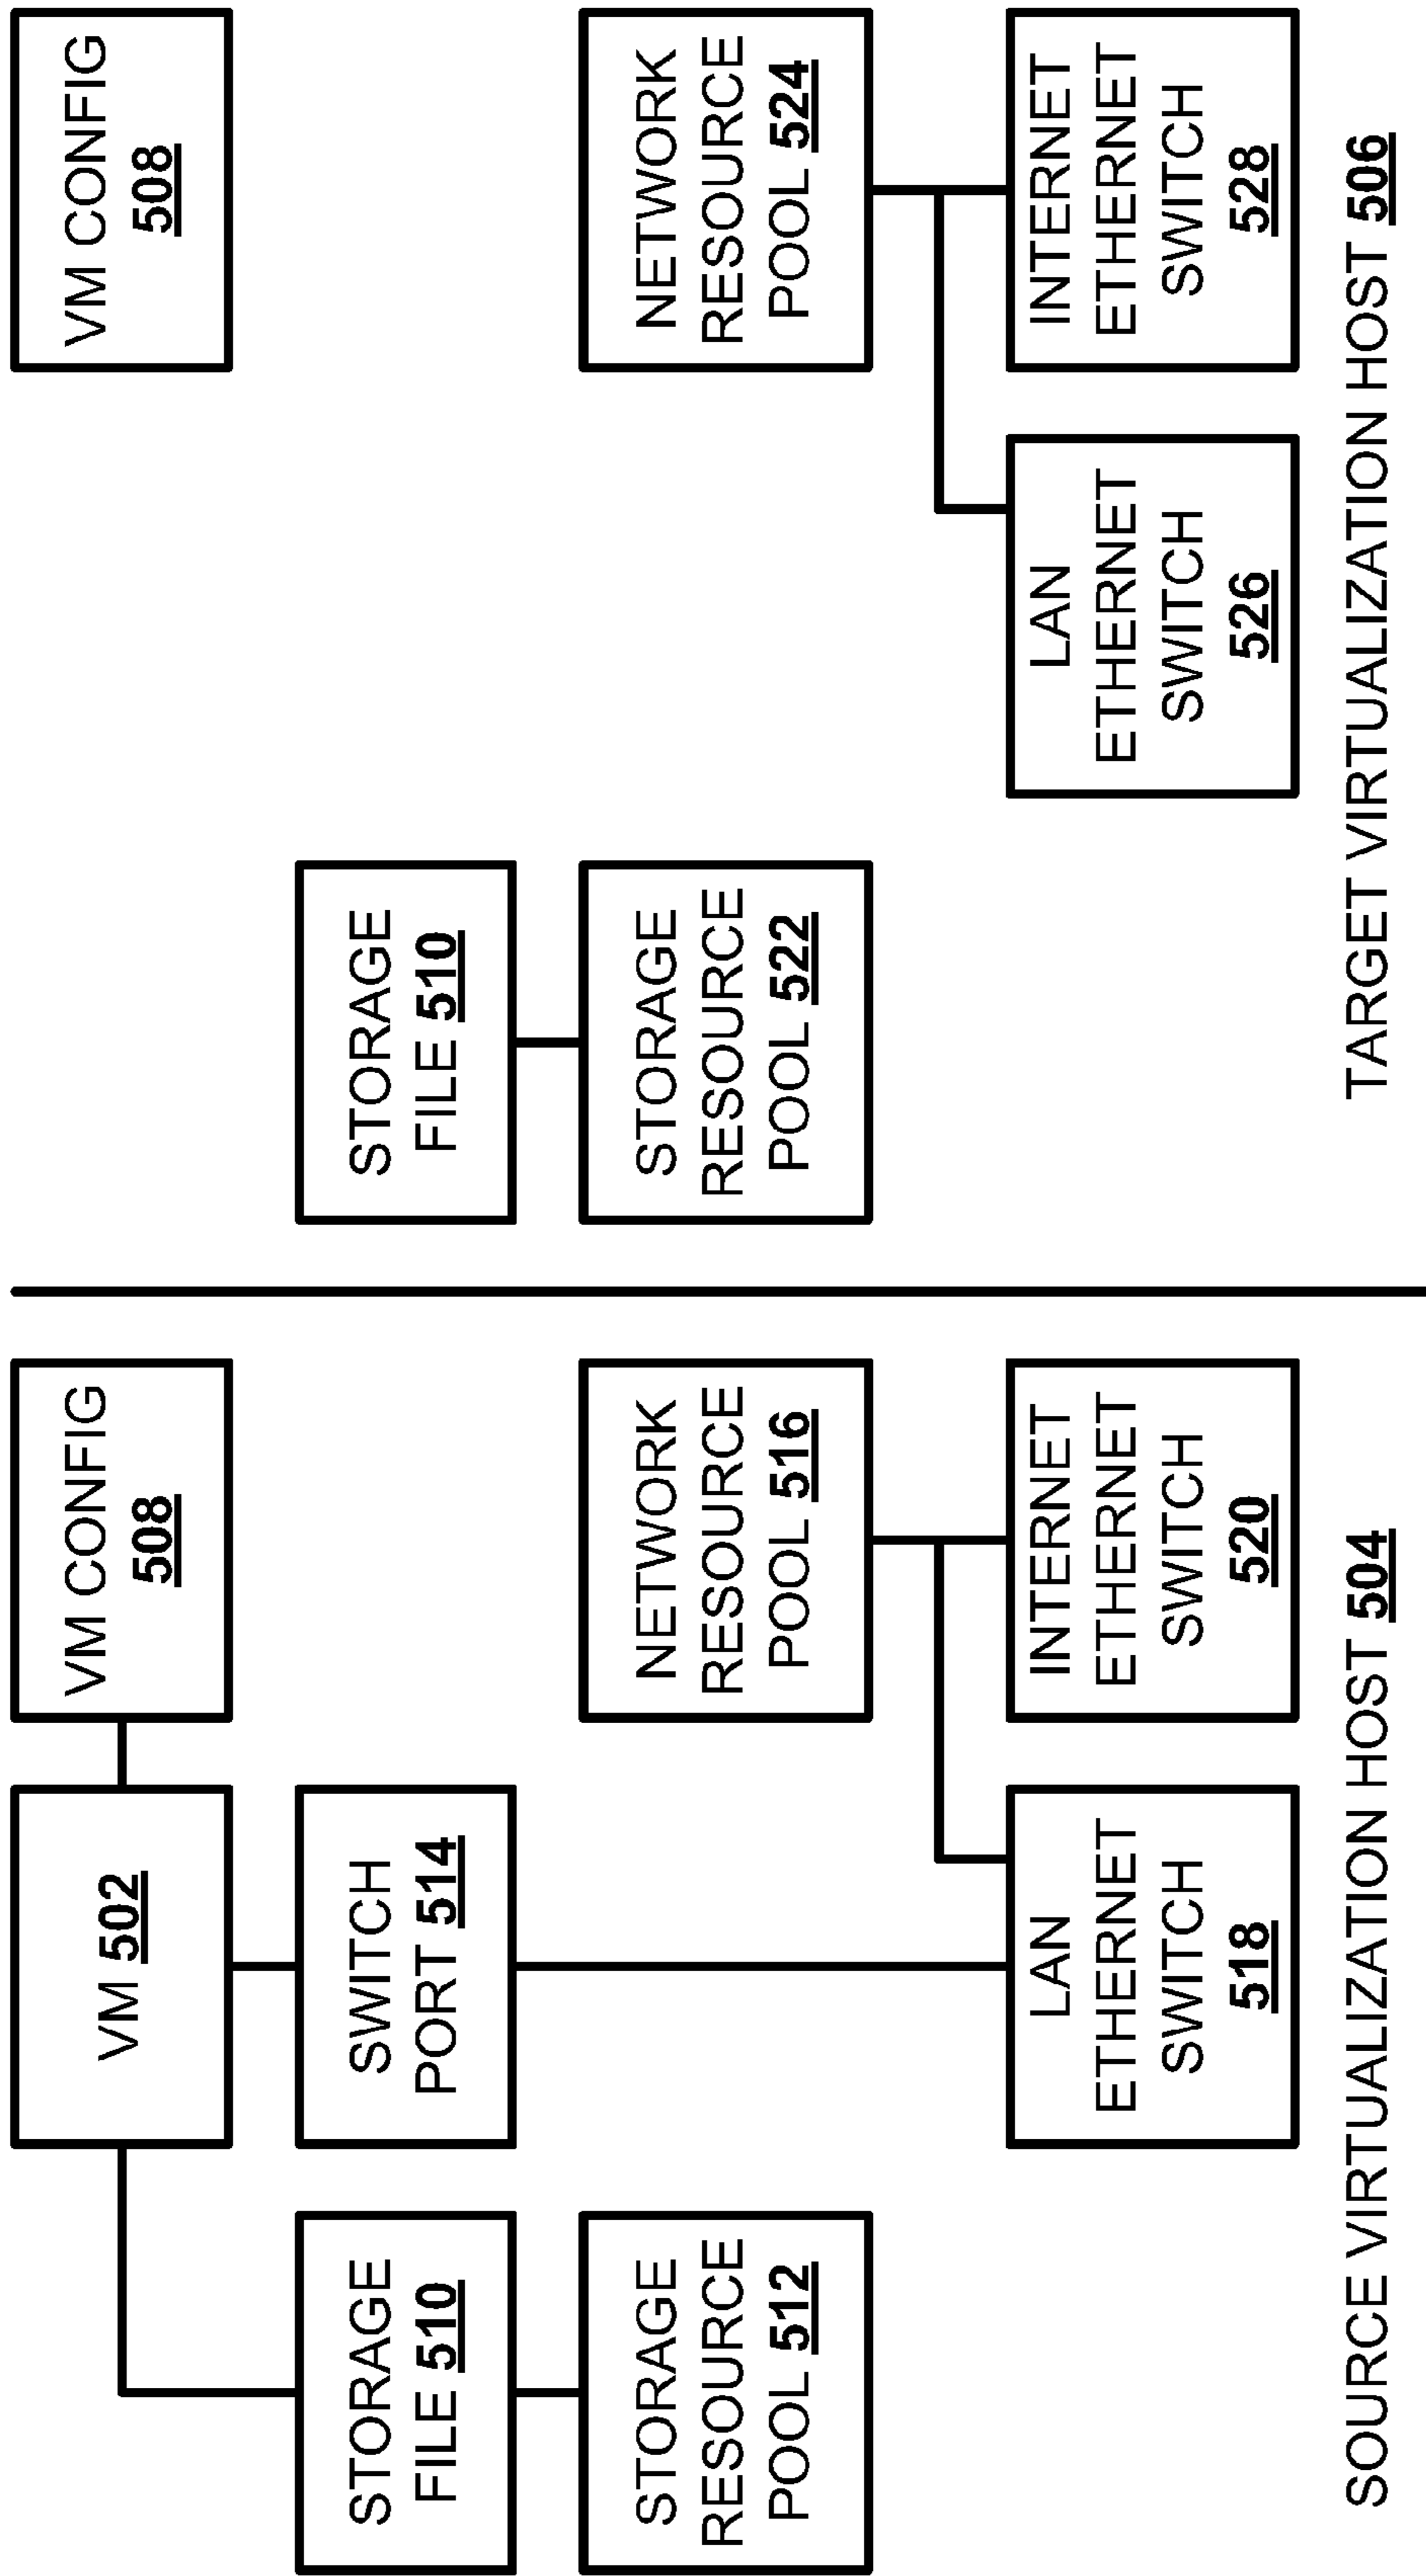 VM 502
VM CONFIG
508
STORAGE
FILE 510
SWITCH
PORT 514
STORAGE
RESOURCE
POOL 512
NETWORK
RESOURCE
POOL 516
LAN
ETHERNET
SWITCH
518
INTERNET
ETHERNET
SWITCH
520
SOURCE VIRTUALIZATION HOST 504
VM CONFIG
508
STORAGE
FILE 510
STORAGE
RESOURCE
POOL 522
NETWORK
RESOURCE
POOL 524
LAN
ETHERNET
SWITCH
526
INTERNET
ETHERNET
SWITCH
528
TARGET VIRTUALIZATION HOST 506